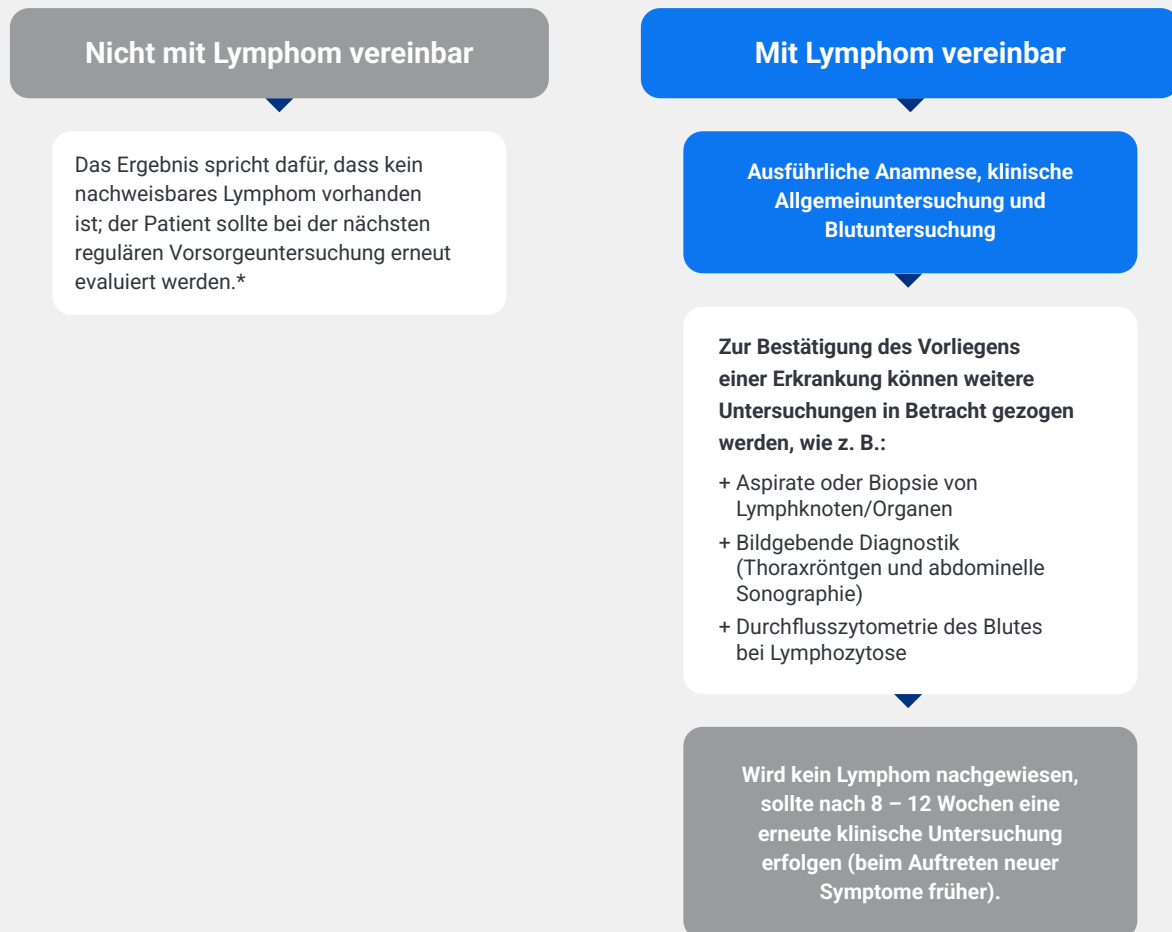 Nicht mit Lymphom vereinbar
Das Ergebnis spricht dafür, dass kein
nachweisbares Lymphom vorhanden
ist; der Patient sollte bei der nächsten
regulären Vorsorgeuntersuchung erneut
evaluiert werden.*
Mit Lymphom vereinbar
Ausführliche Anamnese, klinische
Allgemeinuntersuchung und
Blutuntersuchung
Zur Bestätigung des Vorliegens
einer Erkrankung können weitere
Untersuchungen in Betracht gezogen
werden, wie z. B.:
+ Aspirate oder Biopsie von
Lymphknoten/Organen
+ Bildgebende Diagnostik
(Thoraxröntgen und abdominelle
Sonographie)
+ Durchflusszytometrie des Blutes
bei Lymphozytose
Wird kein Lymphom nachgewiesen,
sollte nach 8 – 12 Wochen eine
erneute klinische Untersuchung
erfolgen (beim Auftreten neuer
Symptome früher).